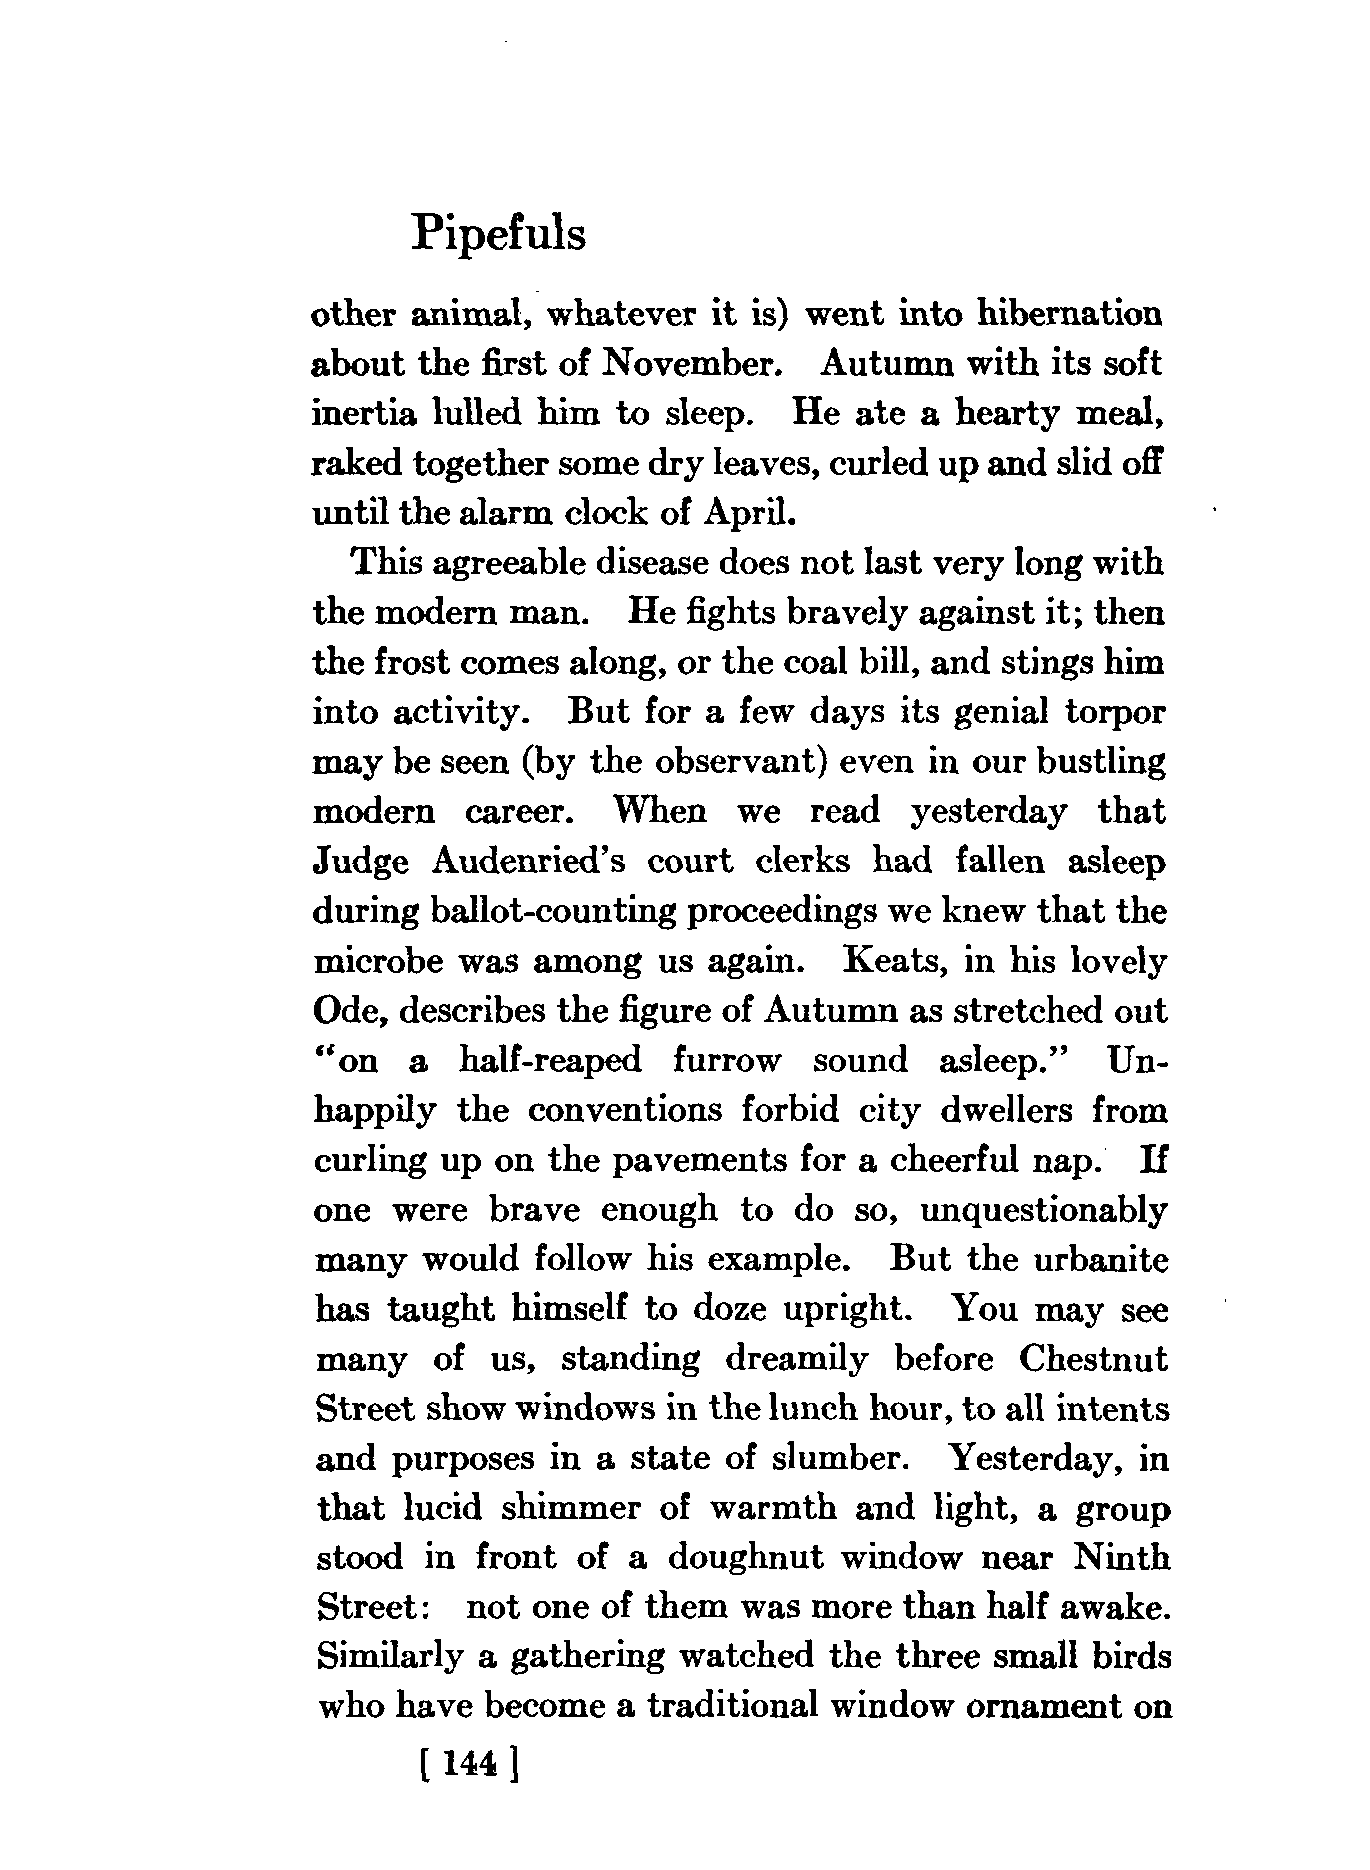 Pipefuls
other animal, whatever it is) went into hibernation
about the first of November. Autumn with its soft
inertia lulled him to sleep. He ate a hearty meal,
raked together some dry leaves, curled up and slid off
until the alarm clock of April.
This agreeable disease does not last very long with
the modern man. He fights bravely against it; then
the frost comes along, or the coal bill, and stings him
into activity. But for a few days its genial torpor
may be seen (by the observant) even in our bustling
modern career. When we read yesterday that
Judge Audenried's court clerks had fallen asleep
during ballot-counting proceedings we knew that the
microbe was among us again. Keats, in his lovely
Ode, describes the figure of Autumn as stretched out
"on a half-reaped furrow sound asleep." Un-
happily the conventions forbid city dwellers from
curling up on the pavements for a cheerful nap. If
one were brave enough to do so, unquestionably
many would follow his example. But the urbanite
has taught himself to doze upright. You may see
many of us, standing dreamily before Chestnut
Street show windows in the lunch hour, to all intents
and purposes in a state of slumber. Yesterday, in
that lucid shimmer of warmth and light, a group
stood in front of a doughnut window near Ninth
Street: not one of them was more than half awake.
Similarly a gathering watched the three small birds
who have become a traditional window ornament on
[ 144 ]